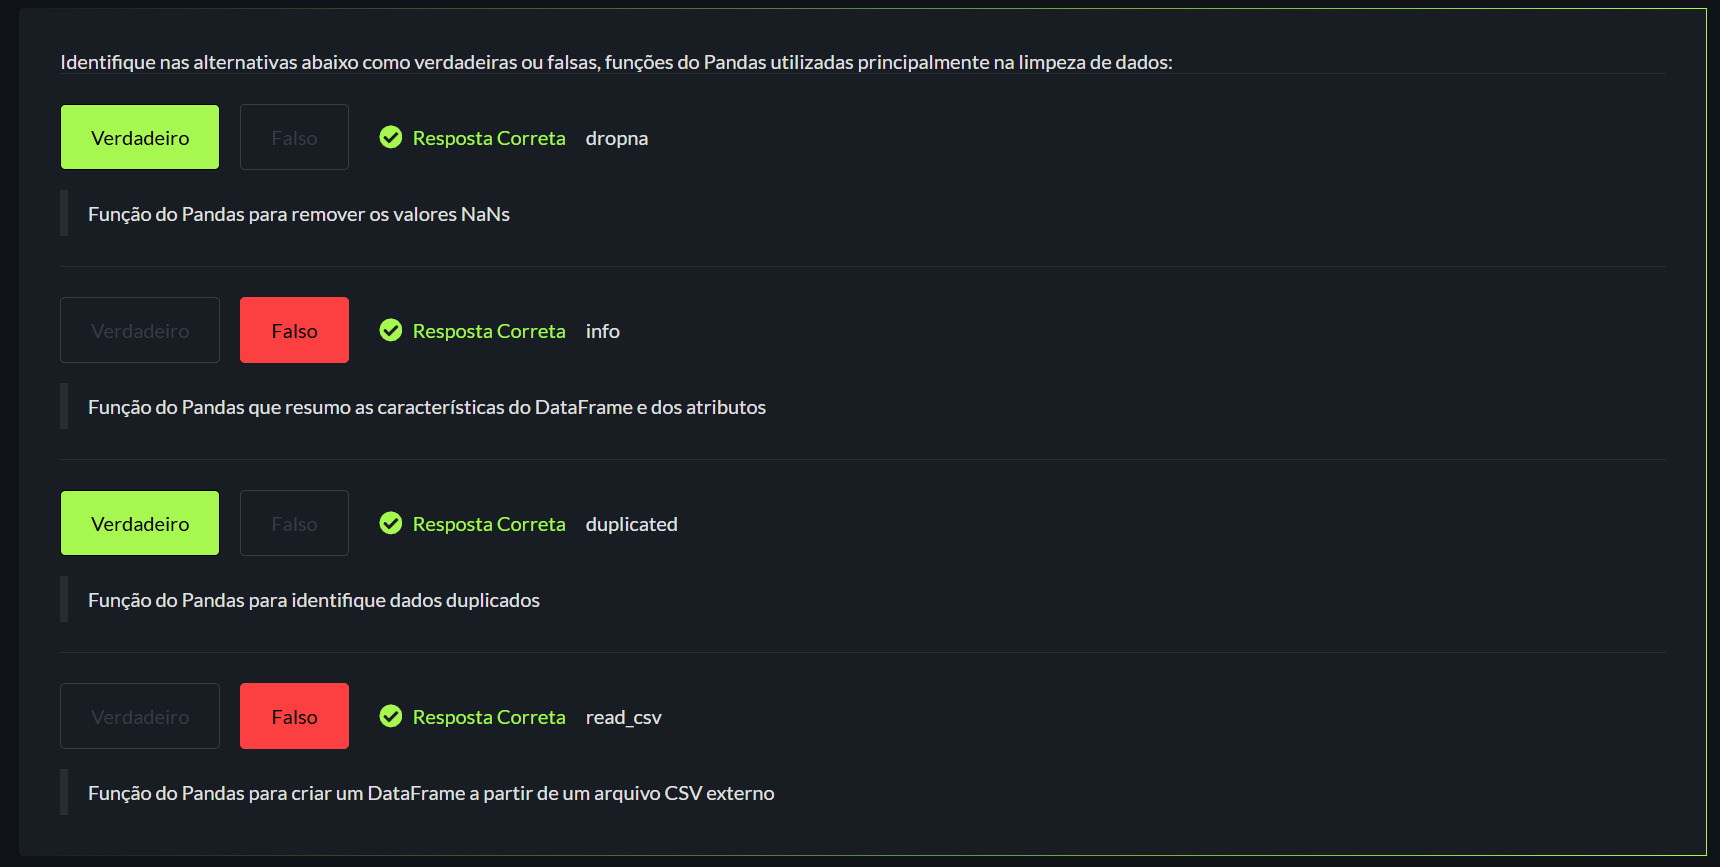 Identifique nas alternativas abaixo como verdadeiras ou falsas, funções do Pandas utilizadas principalmente na limpeza de dados:
Verdadeiro Falso Resposta Correta dropna
Função do Pandas para remover os valores NaNs
Verdadeiro Falso Resposta Correta info
Função do Pandas que resumo as características do DataFrame e dos atributos
Verdadeiro Falso Resposta Correta duplicated
Função do Pandas para identifique dados duplicados
Verdadeiro Falso Resposta Correta read_csv
Função do Pandas para criar um DataFrame a partir de um arquivo CSV externo